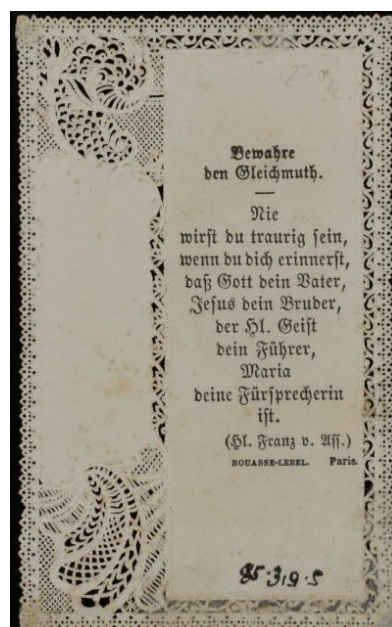 Bewahre
den Gleichmuth.
Nie
wirst du traurig sein,
wenn du dich erinnerst,
daß Gott dein Vater,
Jesus dein Bruder,
der Hl. Geist
dein Führer,
Maria
deine Fürsprecherin
ist.
(Hl. Franz v. Ass.)
BOUASSE-LEBEL. Paris.
85·319·5